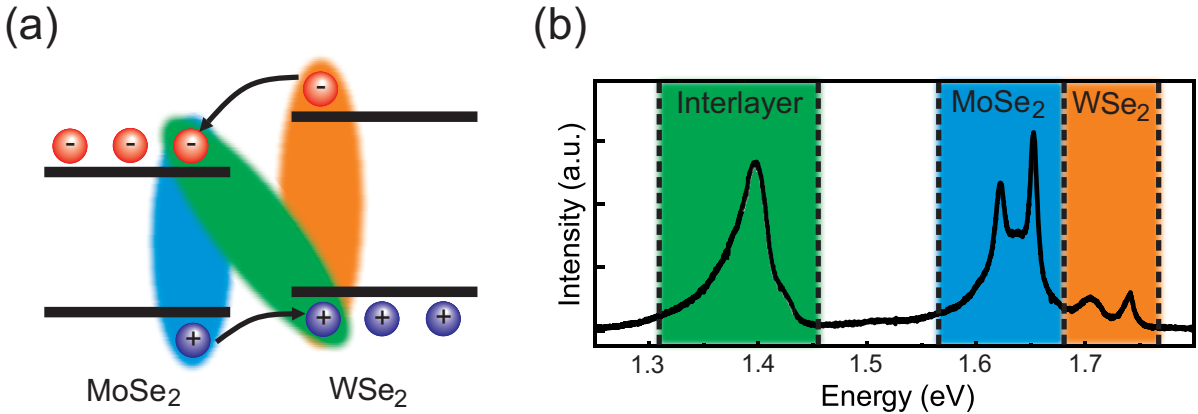 (a)
- - - -
+ + + +
MoSe₂ WSe₂
(b)
Interlayer MoSe₂ WSe₂
Intensity (a.u.)
1.3 1.4 1.5 1.6 1.7
Energy (eV)